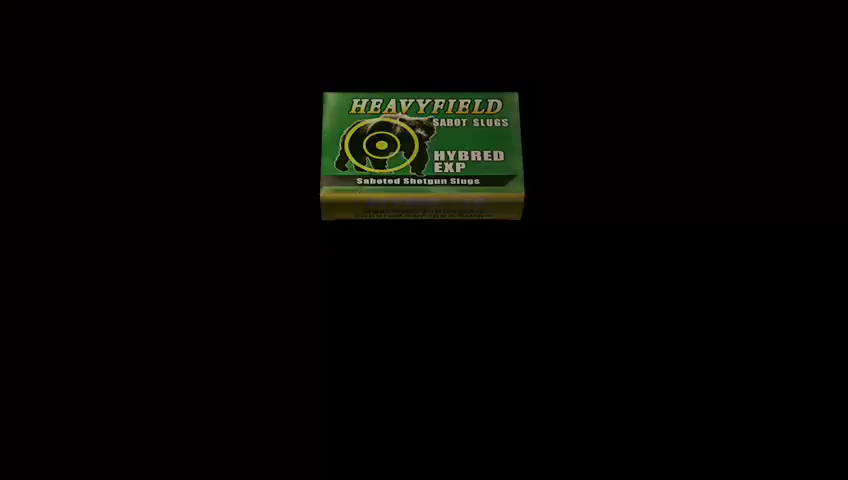 HEAVYFIELD
SABOT SLUGS
HYBRED
EXP
Saboted Shotgun Slugs